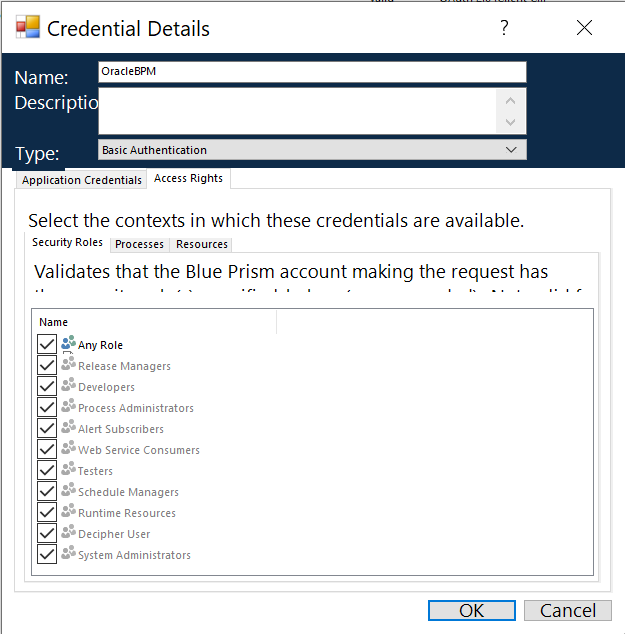 Credential Details
?
Name:
OracleBPM
Descriptio
Type:
Basic Authentication
Application Credentials
Access Rights
Select the contexts in which these credentials are available.
Security Roles
Processes
Resources
Validates that the Blue Prism account making the request has
Name
Any Role
Release Managers
Developers
Process Administrators
Alert Subscribers
Web Service Consumers
Testers
Schedule Managers
Runtime Resources
Decipher User
System Administrators
OK
Cancel